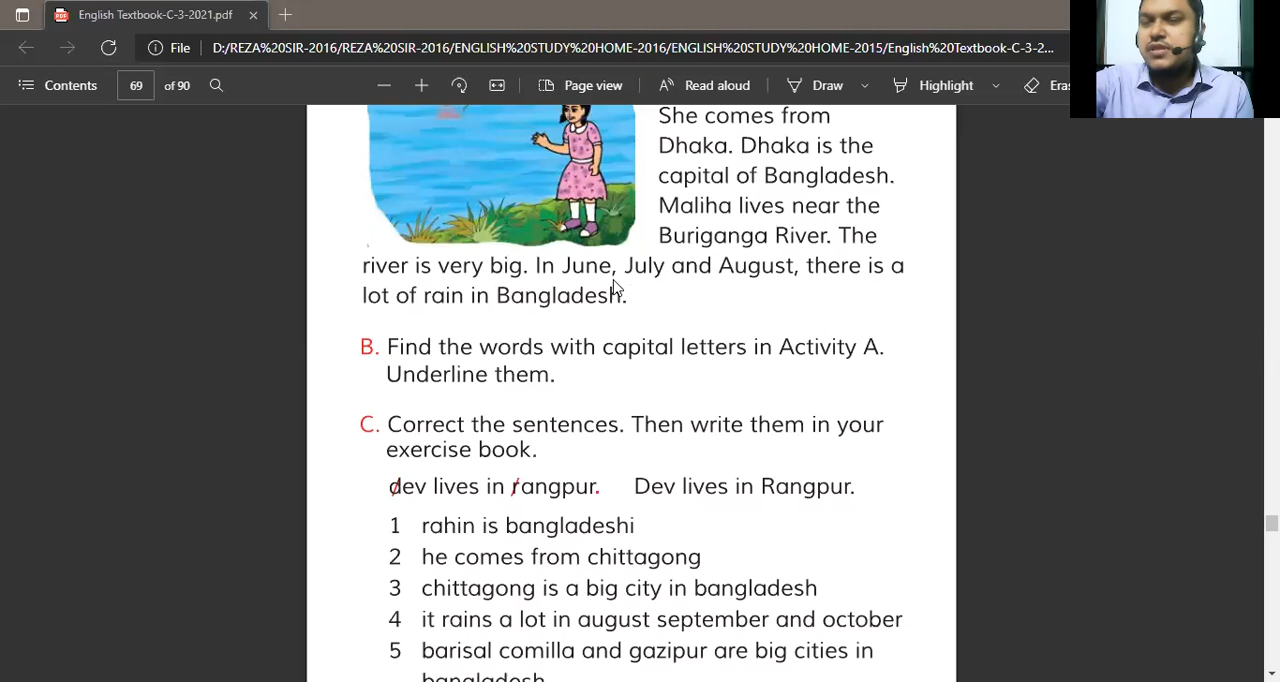 English Textbook-C-3-2021.pdf
File D:/REZA%20SIR-2016/REZA%20SIR-2016/ENGLISH%20STUDY%20HOME-2016/ENGLISH%20STUDY%20HOME-2015/English%20Textbook-C-3-2...
Contents 69 of 90 Page view Read aloud Draw Highlight Eras
She comes from
Dhaka. Dhaka is the
capital of Bangladesh.
Maliha lives near the
Buriganga River. The
river is very big. In June, July and August, there is a
lot of rain in Bangladesh.
B. Find the words with capital letters in Activity A.
Underline them.
C. Correct the sentences. Then write them in your
exercise book.
dev lives in rangpur. Dev lives in Rangpur.
1 rahin is bangladeshi
2 he comes from chittagong
3 chittagong is a big city in bangladesh
4 it rains a lot in august september and october
5 barisal comilla and gazipur are big cities in
bangladesh